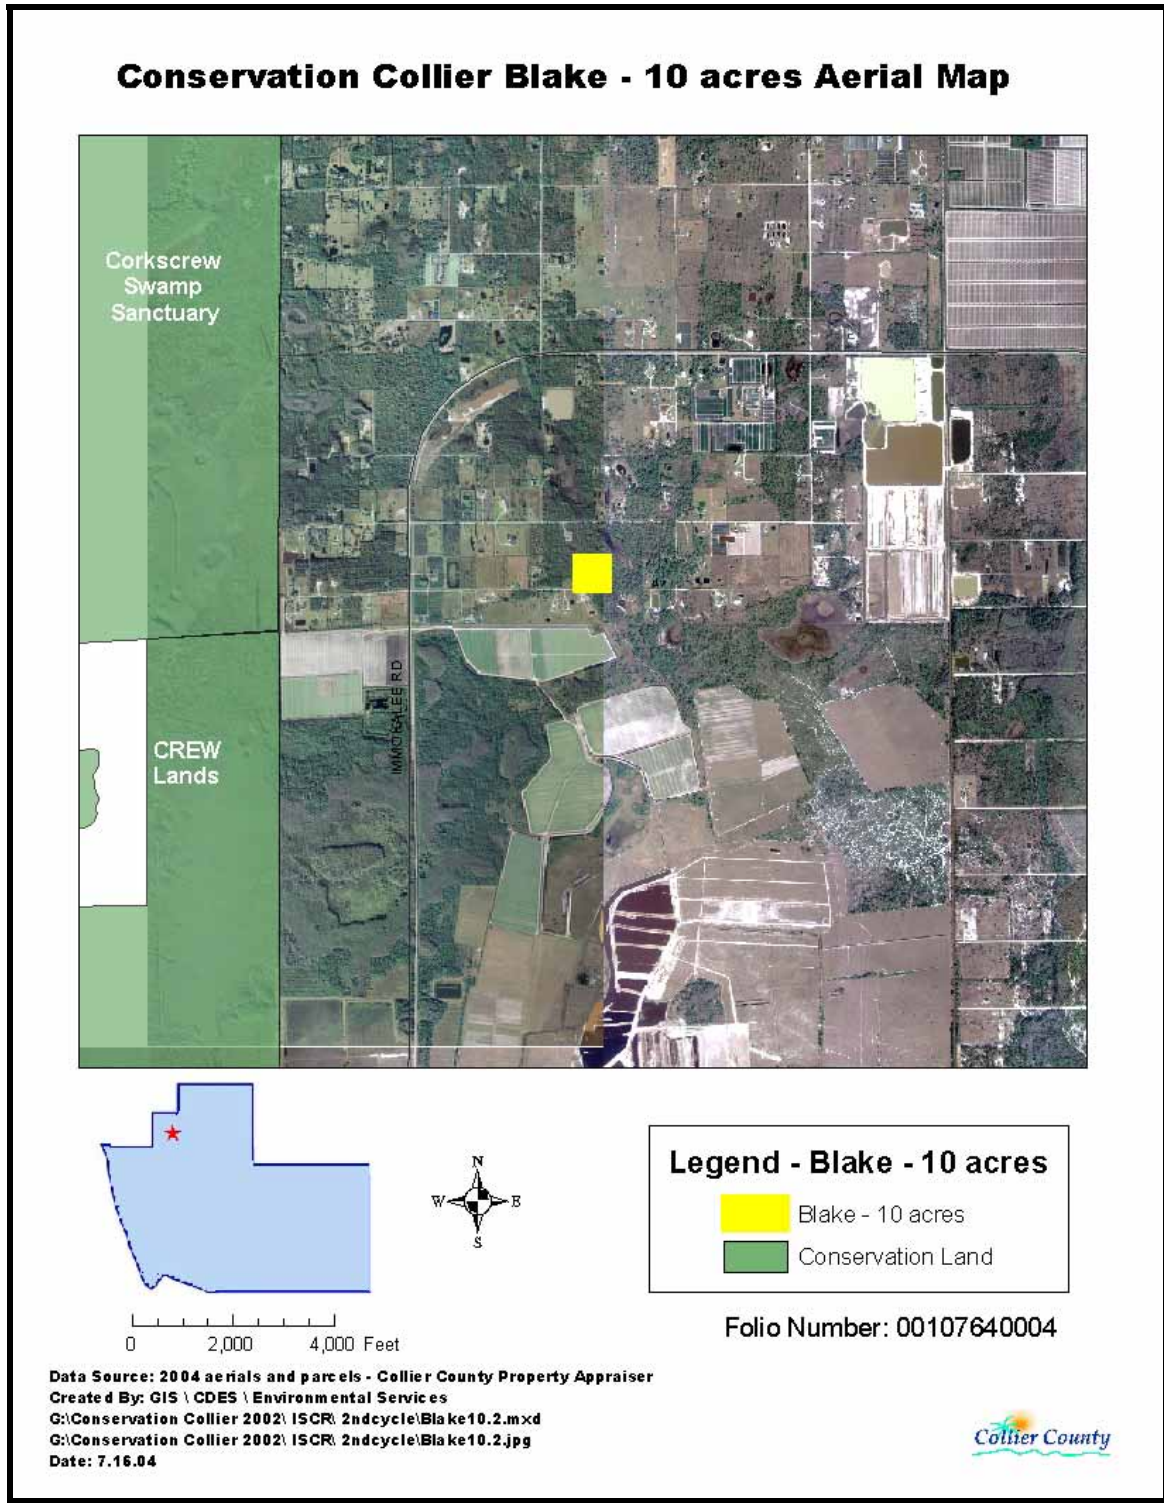 Conservation Collier Blake - 10 acres Aerial Map
Corkscrew
Swamp
Sanctuary
IMMOKALEE RD
CREW
Lands
N
W E
S
Legend - Blake - 10 acres
Blake - 10 acres
Conservation Land
0 2,000 4,000 Feet
Folio Number: 00107640004
Data Source: 2004 aerials and parcels - Collier County Property Appraiser
Created By: GIS \ CDES \ Environmental Services
G:\Conservation Collier 2002\ ISCR\ 2ndcycle\Blake10.2.mxd
G:\Conservation Collier 2002\ ISCR\ 2ndcycle\Blake10.2.jpg
Date: 7.16.04
Collier County